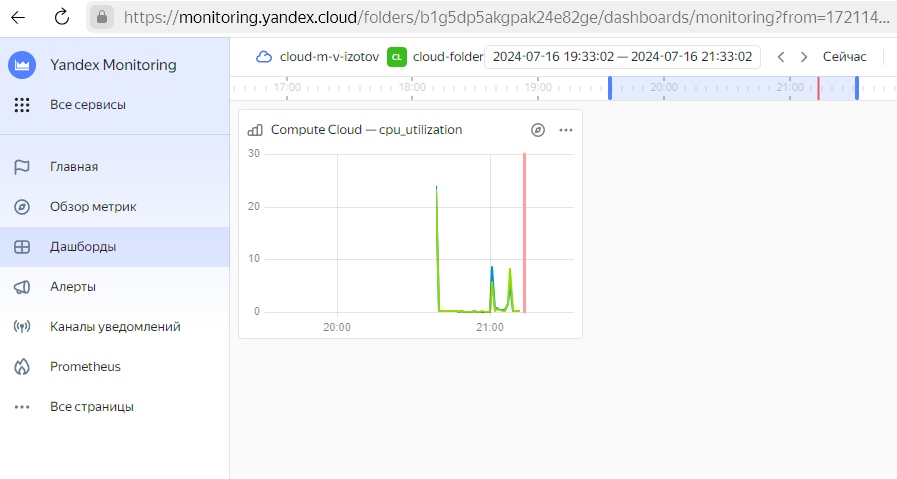 https://monitoring.yandex.cloud/folders/b1g5dp5akgpak24e82ge/dashboards/monitoring?from=172114...
Yandex Monitoring
Все сервисы
Главная
Обзор метрик
Дашборды
Алерты
Каналы уведомлений
Prometheus
Все страницы
cloud-m-v-izotov CL cloud-folder 2024-07-16 19:33:02 — 2024-07-16 21:33:02 Сейчас
17:00 18:00 19:00 20:00 21:00
Compute Cloud — cpu_utilization
30
20
10
0
20:00 21:00